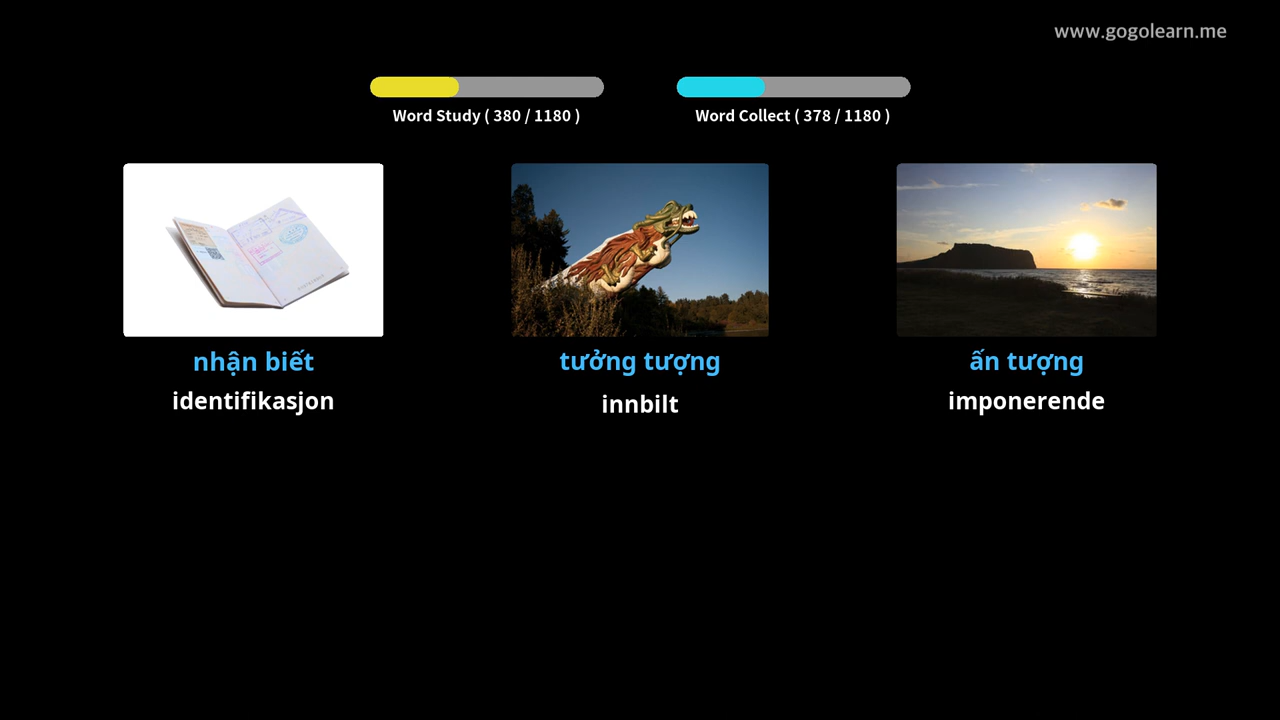 www.gogolearn.me
Word Study ( 380 / 1180 )
Word Collect ( 378 / 1180 )
nhận biết
identifikasjon
tưởng tượng
innbilt
ấn tượng
imponerende